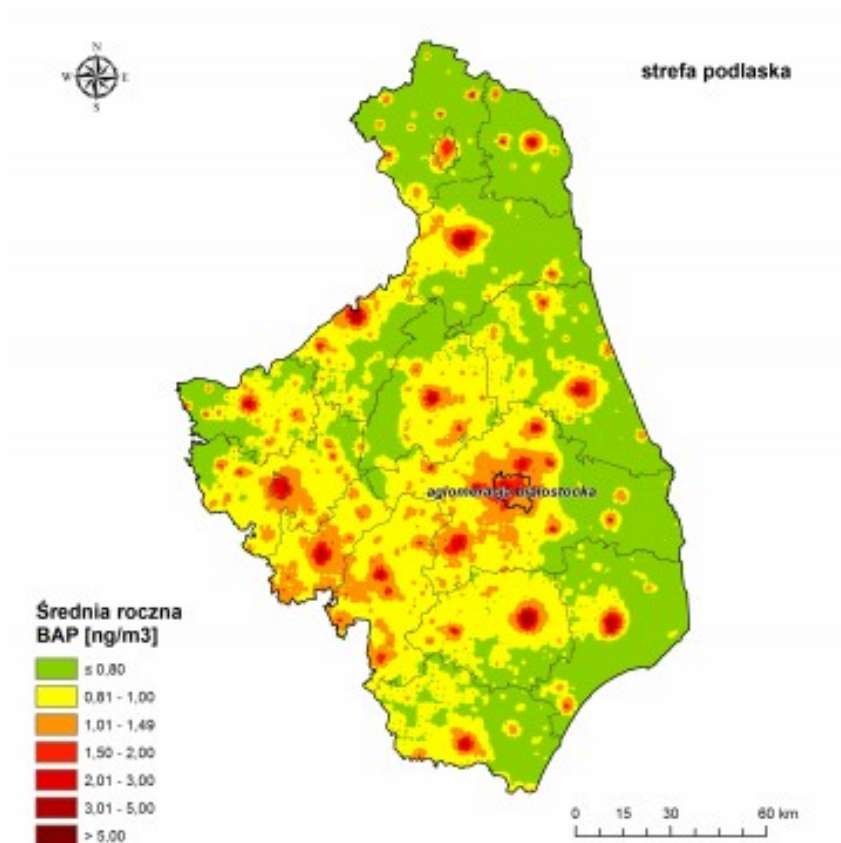 N
W E
S
strefa podlaska
aglomeracja białostocka
Średnia roczna
BAP [ng/m3]
≤ 0,80
0,81 - 1,00
1,01 - 1,49
1,50 - 2,00
2,01 - 3,00
3,01 - 5,00
> 5,00
0 15 30 60 km